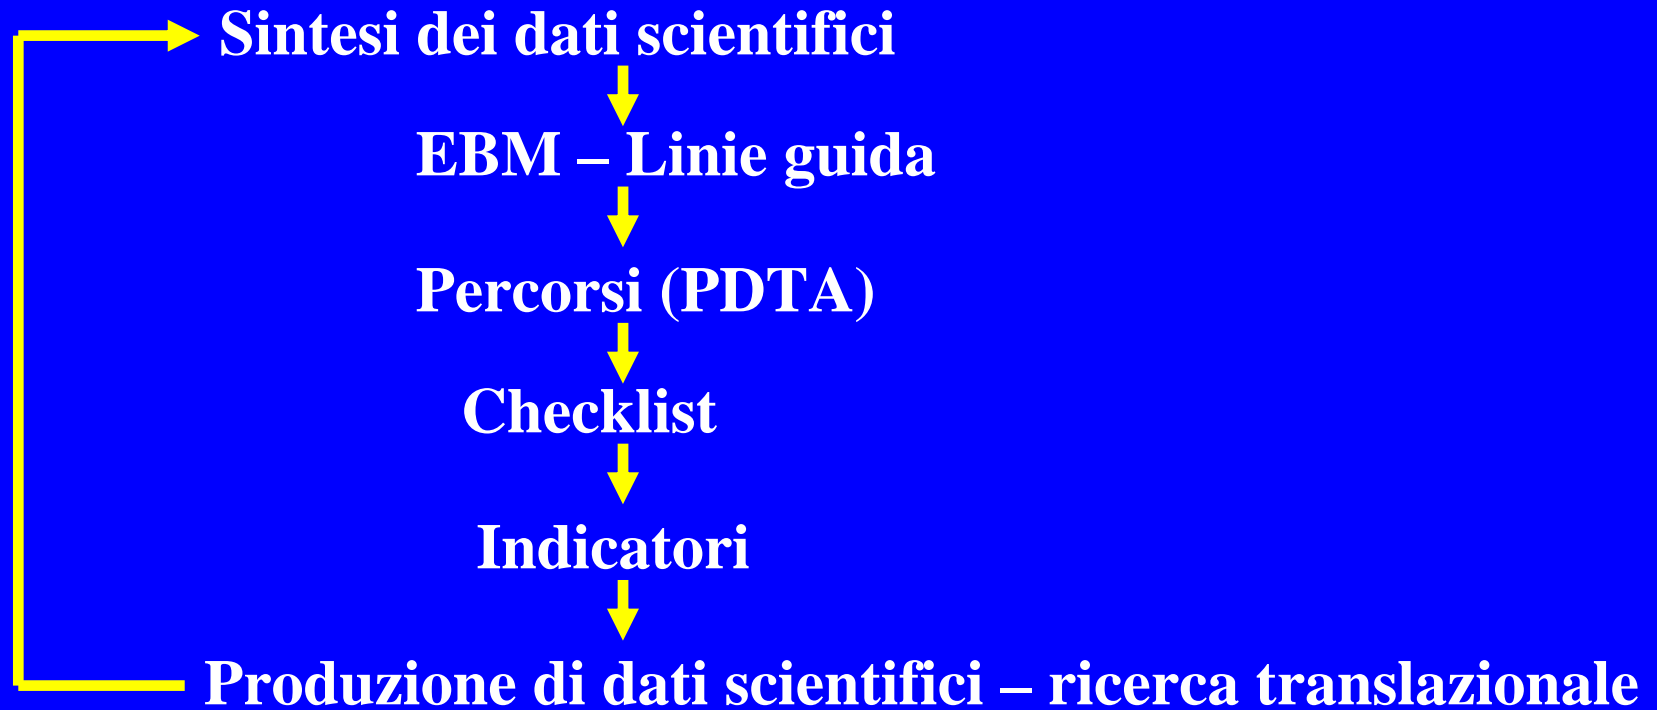 Sintesi dei dati scientifici
EBM – Linie guida
Percorsi (PDTA)
Checklist
Indicatori
Produzione di dati scientifici – ricerca translazionale